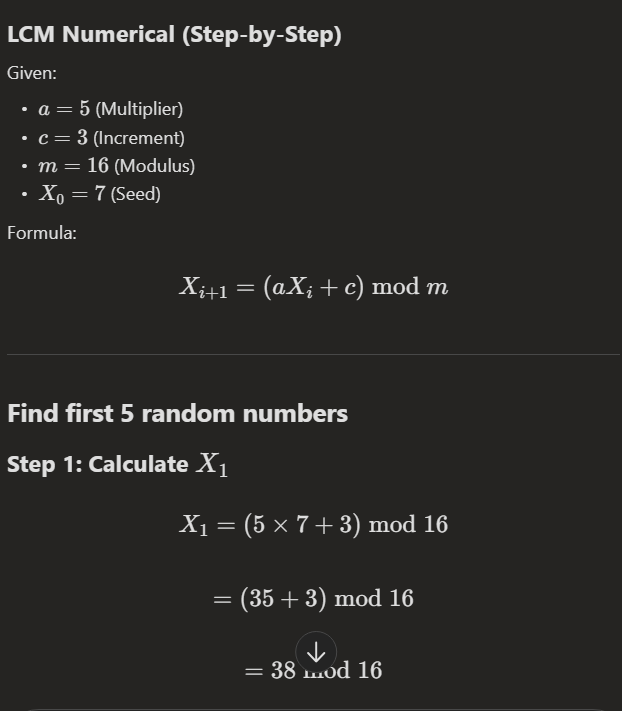 LCM Numerical (Step-by-Step)
Given:
• a = 5 (Multiplier)
• c = 3 (Increment)
• m = 16 (Modulus)
• X₀ = 7 (Seed)
Formula:
Xᵢ₊₁ = (aXᵢ + c) mod m
Find first 5 random numbers
Step 1: Calculate X₁
X₁ = (5 × 7 + 3) mod 16
= (35 + 3) mod 16
= 38 mod 16